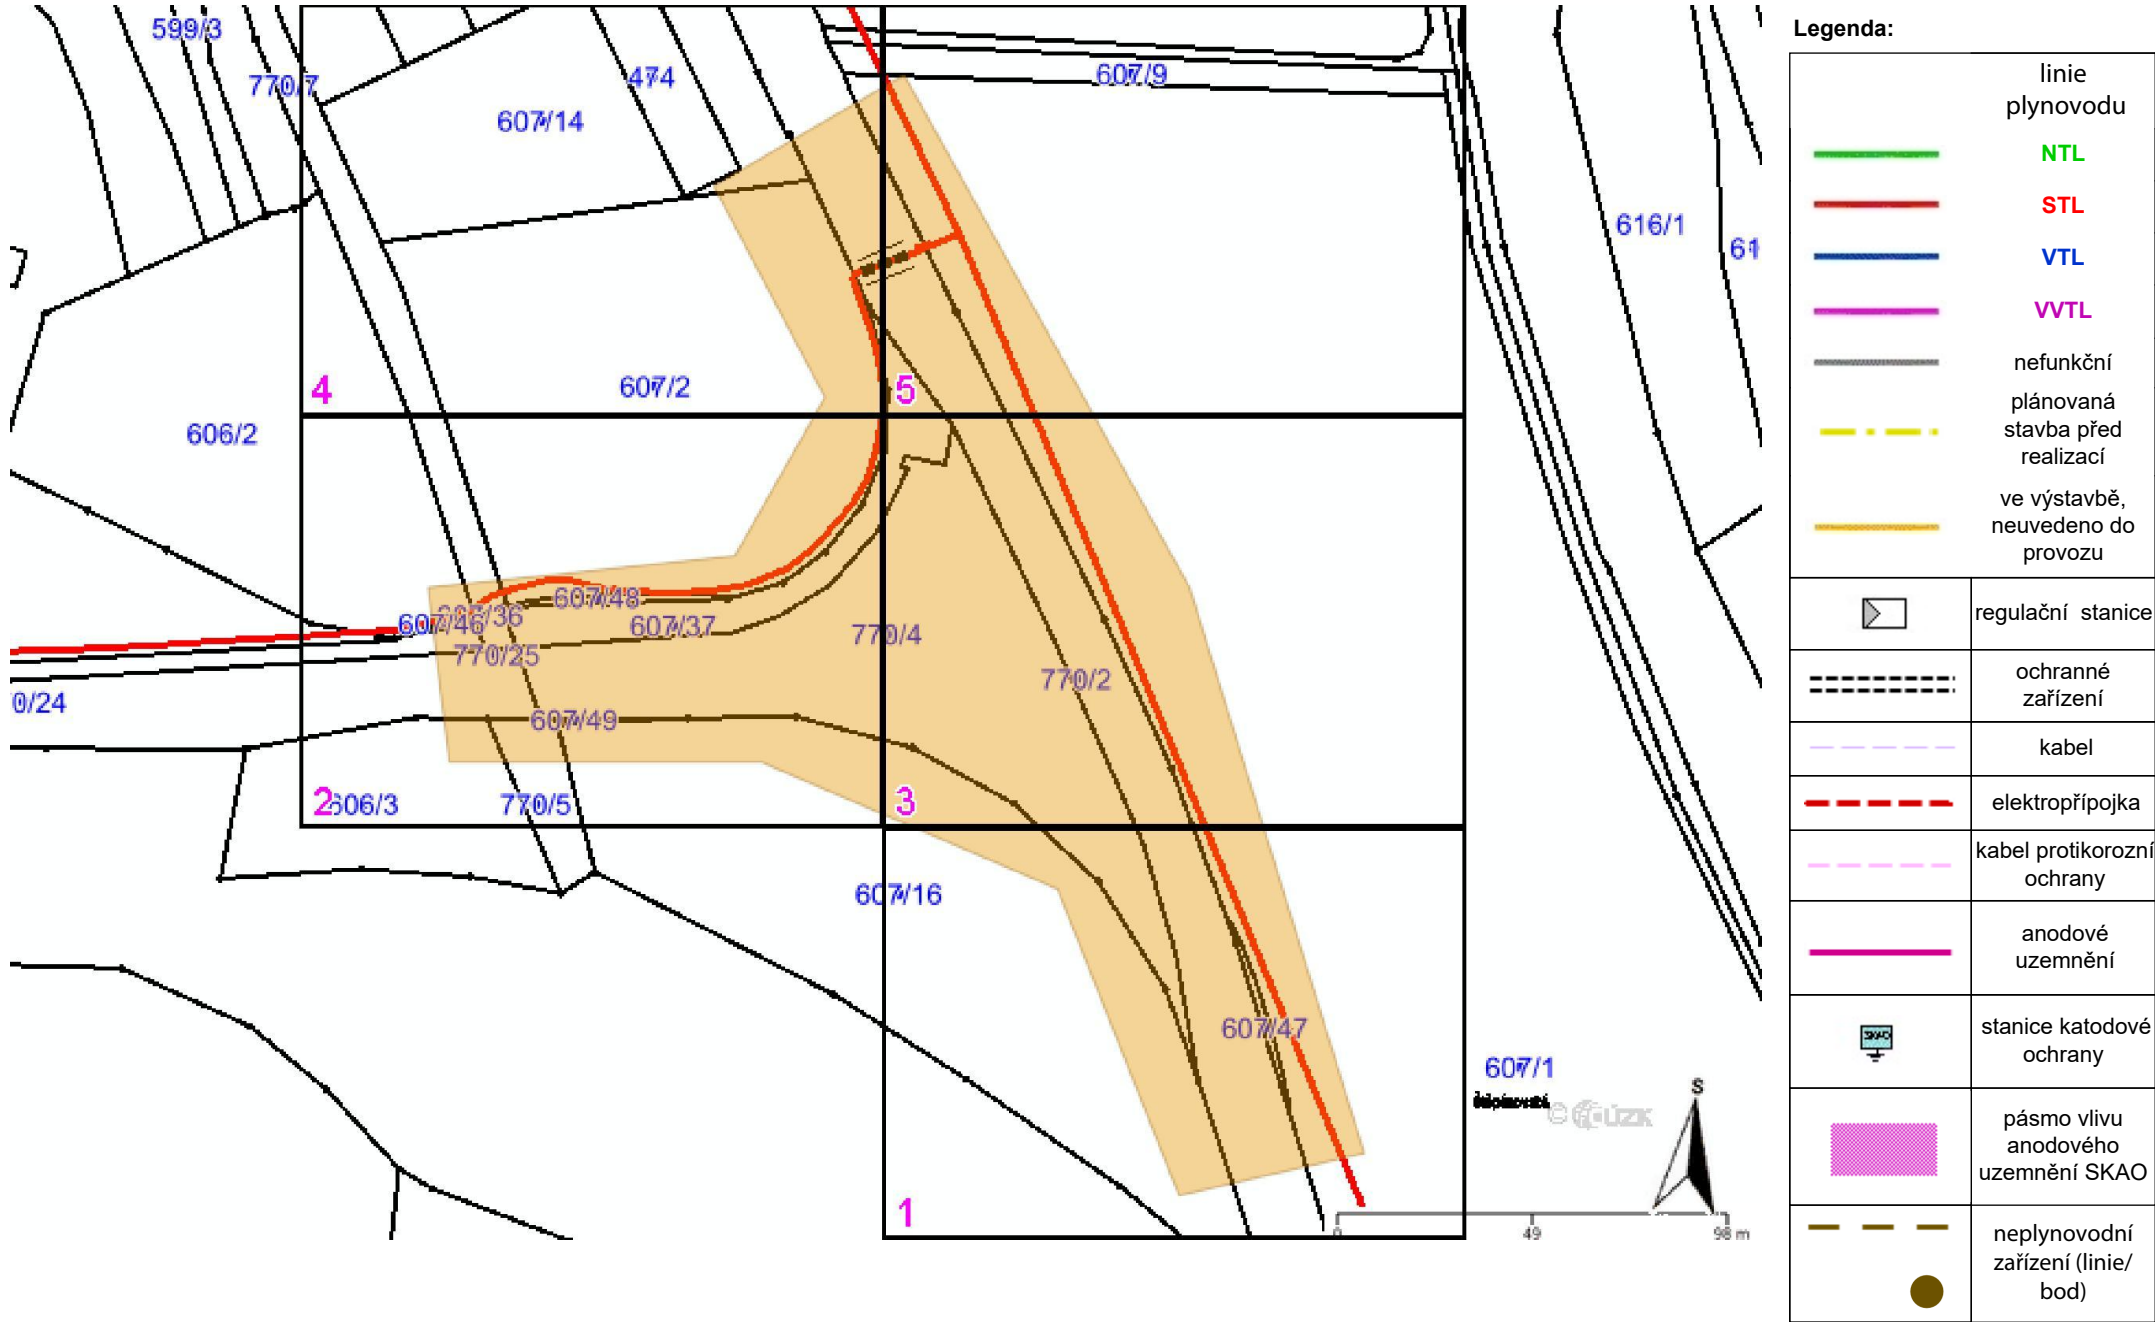 599/3
770/7
474
607/14
607/9
616/1
61
4
607/2
5
606/2
607/48
607/46
607/37
770/4
770/25
770/2
0/24
607/49
2
606/3
770/5
3
607/16
607/47
607/1
ÚZK
S
1
0
49
98 m
Legenda:
linie
plynovodu
NTL
STL
VTL
VVTL
nefunkční
plánovaná
stavba před
realizací
ve výstavbě,
neuvedeno do
provozu
regulační stanice
ochranné
zařízení
kabel
elektropřípojka
kabel protikorozní
ochrany
anodové
uzemnění
SKAO
stanice katodové
ochrany
pásmo vlivu
anodového
uzemnění SKAO
neplynovodní
zařízení (linie/
bod)